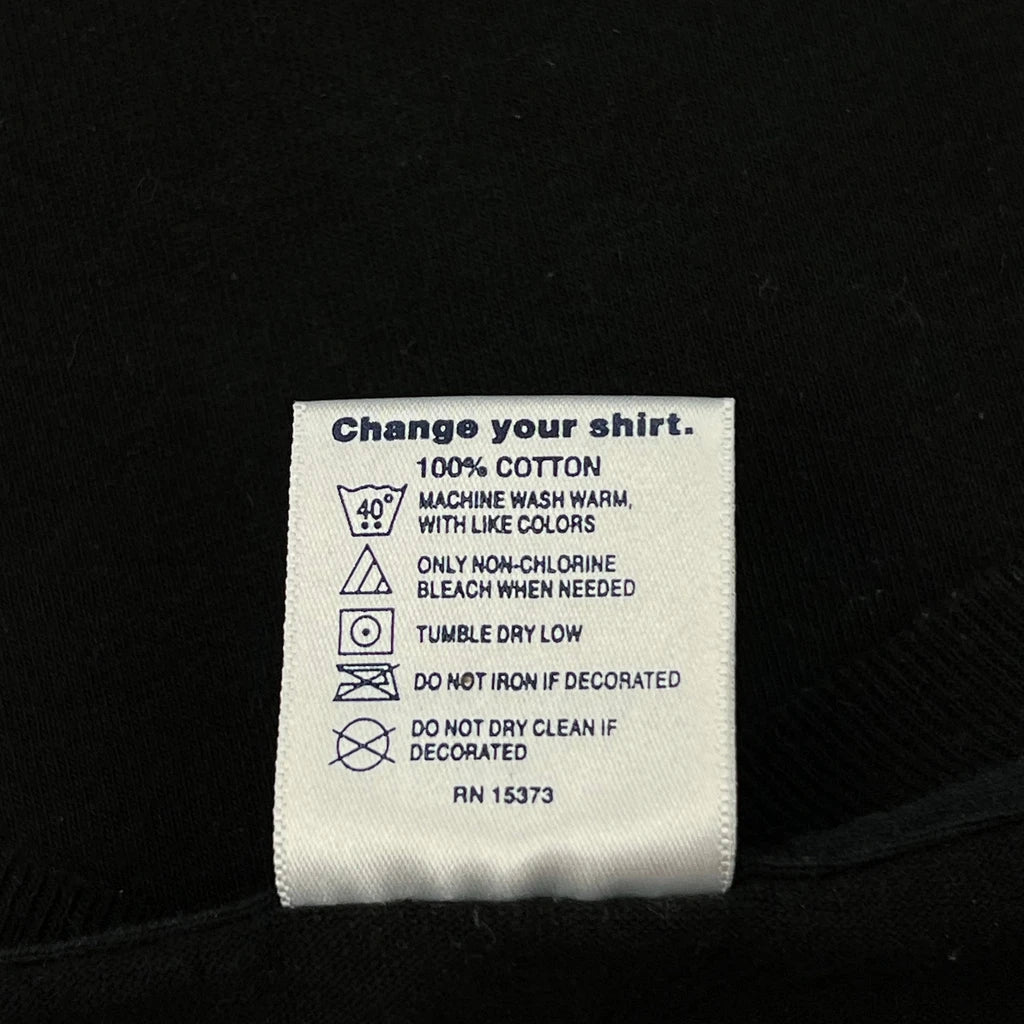 Change your shirt.
100% COTTON
40°
MACHINE WASH WARM,
WITH LIKE COLORS
ONLY NON-CHLORINE
BLEACH WHEN NEEDED
TUMBLE DRY LOW
DO NOT IRON IF DECORATED
DO NOT DRY CLEAN IF
DECORATED
RN 15373